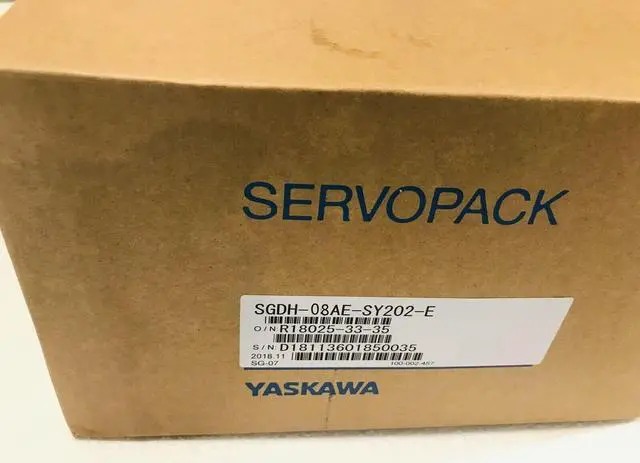 SERVOPACK
SGDH-08AE-SY202-E
O/N R18025-33-35
S/N D18113601850035
2018.11
SG-07 100-002-457
YASKAWA